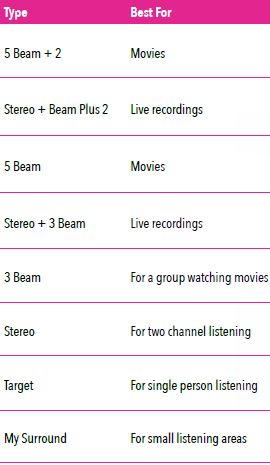 Type Best For
5 Beam + 2 Movies
Stereo + Beam Plus 2 Live recordings
5 Beam Movies
Stereo + 3 Beam Live recordings
3 Beam For a group watching movies
Stereo For two channel listening
Target For single person listening
My Surround For small listening areas